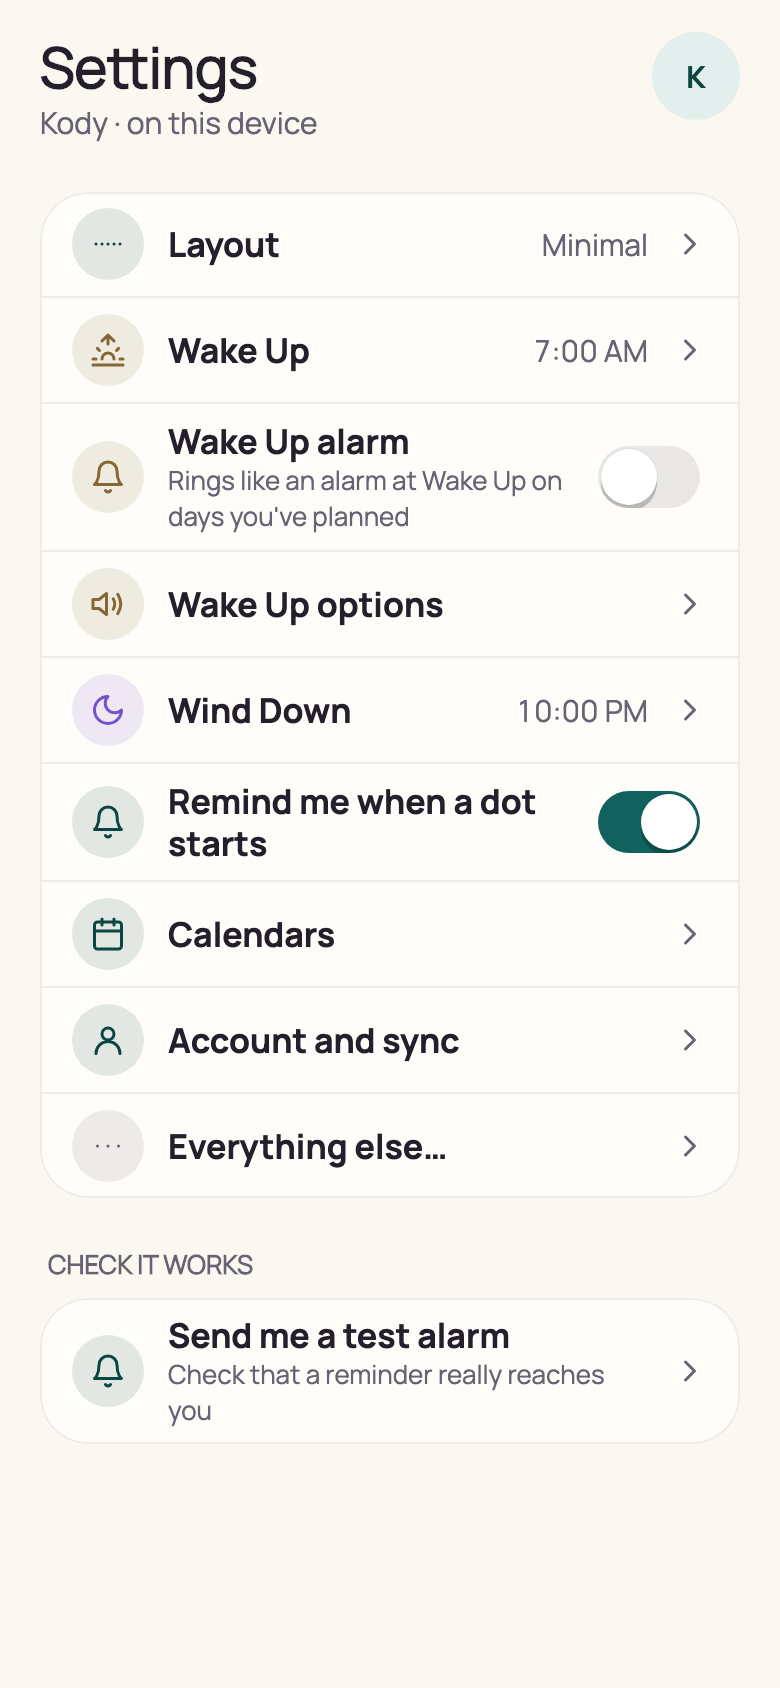 Settings
Kody · on this device
K
Layout
Minimal
Wake Up
7:00 AM
Wake Up alarm
Rings like an alarm at Wake Up on
days you've planned
Wake Up options
Wind Down
10:00 PM
Remind me when a dot
starts
Calendars
Account and sync
Everything else...
CHECK IT WORKS
Send me a test alarm
Check that a reminder really reaches
you